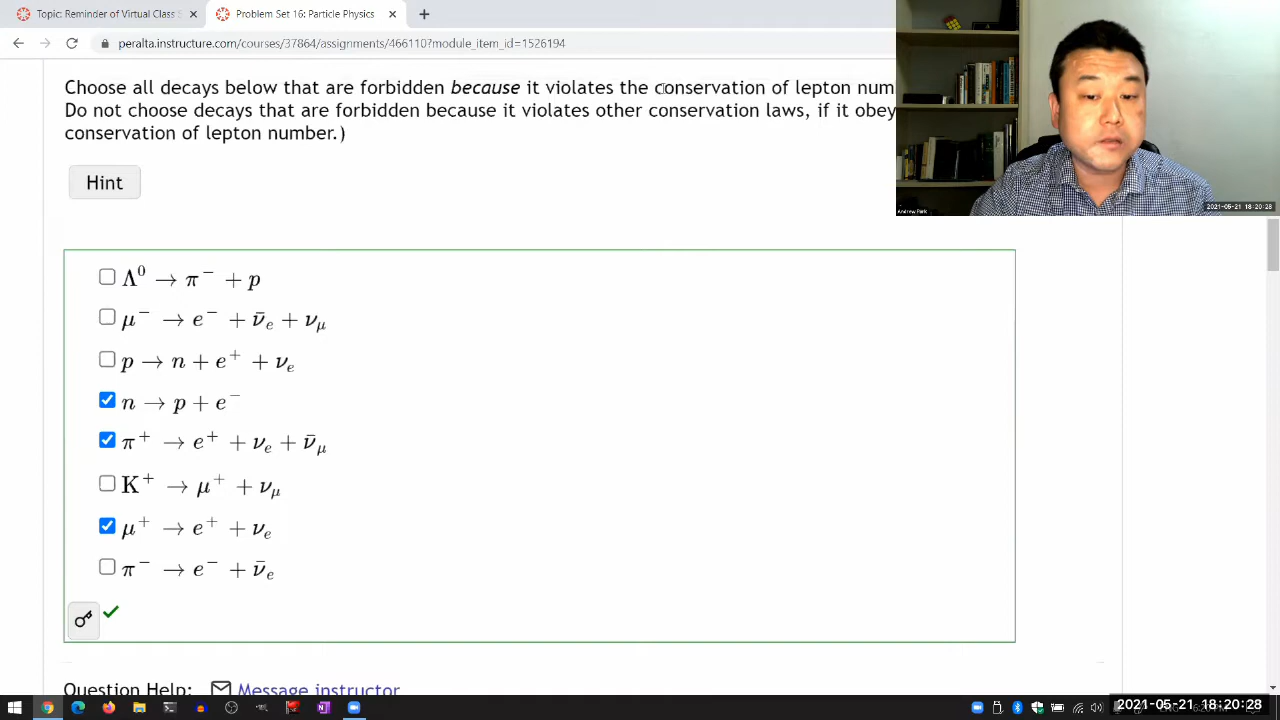 Topic: Reminder of Virtual Class S
Problem Set 16: Particle Physics
peralta.instructure.com/courses/37687/assignments/468110?module_item_id=1526194
Choose all decays below that are forbidden because it violates the conservation of lepton num
Do not choose decays that are forbidden because it violates other conservation laws, if it obey
conservation of lepton number.)
Hint
Λ⁰ → π⁻ + p
μ⁻ → e⁻ + ν̄ₑ + ν_μ
p → n + e⁺ + νₑ
n → p + e⁻
π⁺ → e⁺ + νₑ + ν̄_μ
K⁺ → μ⁺ + ν_μ
μ⁺ → e⁺ + νₑ
π⁻ → e⁻ + ν̄ₑ
Question Help: Message instructor
Andrew Park
2021-05-21 18:20:28
2021-05-21 18:20:28